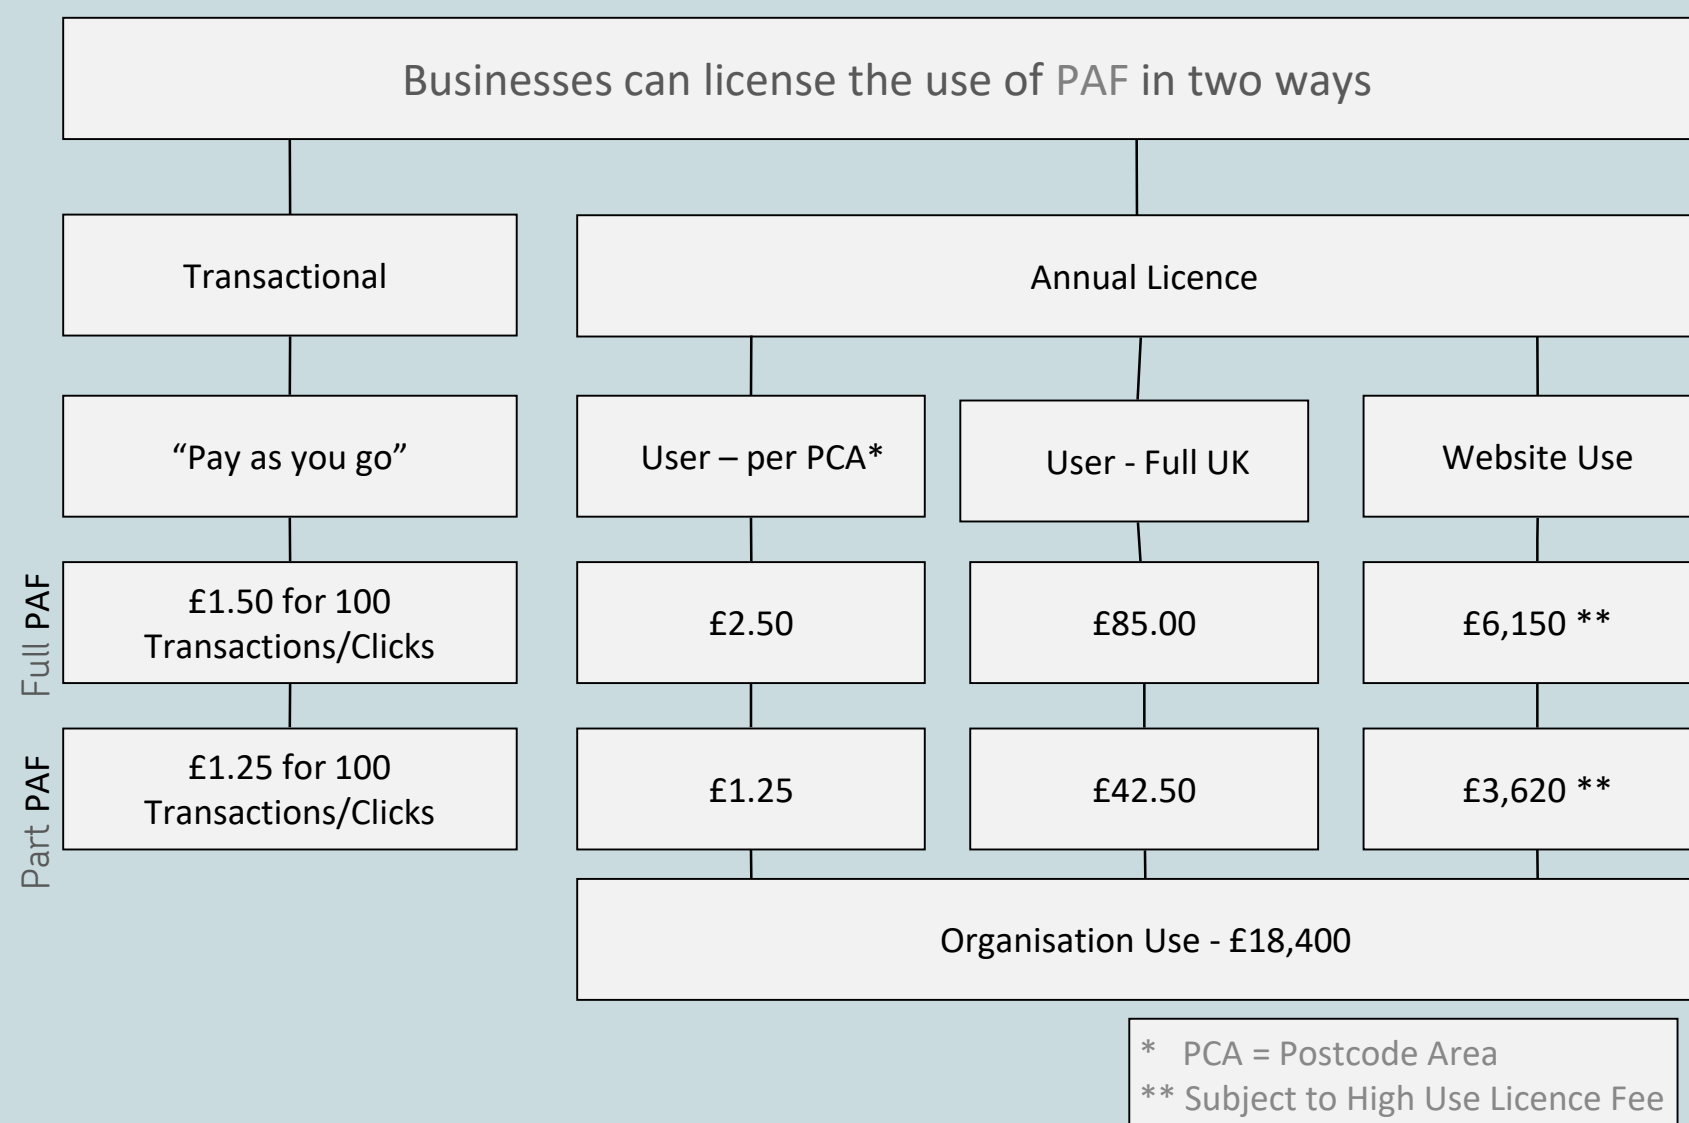 Businesses can license the use of PAF in two ways
Transactional
Annual Licence
“Pay as you go”
User – per PCA*
User - Full UK
Website Use
Full PAF
£1.50 for 100
Transactions/Clicks
£2.50
£85.00
£6,150 **
Part PAF
£1.25 for 100
Transactions/Clicks
£1.25
£42.50
£3,620 **
Organisation Use - £18,400
* PCA = Postcode Area
** Subject to High Use Licence Fee